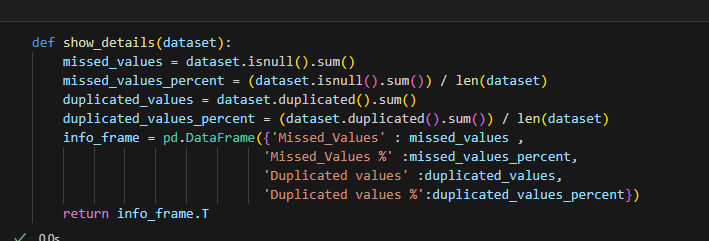 def show_details(dataset):
    missed_values = dataset.isnull().sum()
    missed_values_percent = (dataset.isnull().sum()) / len(dataset)
    duplicated_values = dataset.duplicated().sum()
    duplicated_values_percent = (dataset.duplicated().sum()) / len(dataset)
    info_frame = pd.DataFrame({'Missed_Values' : missed_values ,
                              'Missed_Values %' :missed_values_percent,
                              'Duplicated values' :duplicated_values,
                              'Duplicated values %':duplicated_values_percent})
    return info_frame.T
✓ 0.0s